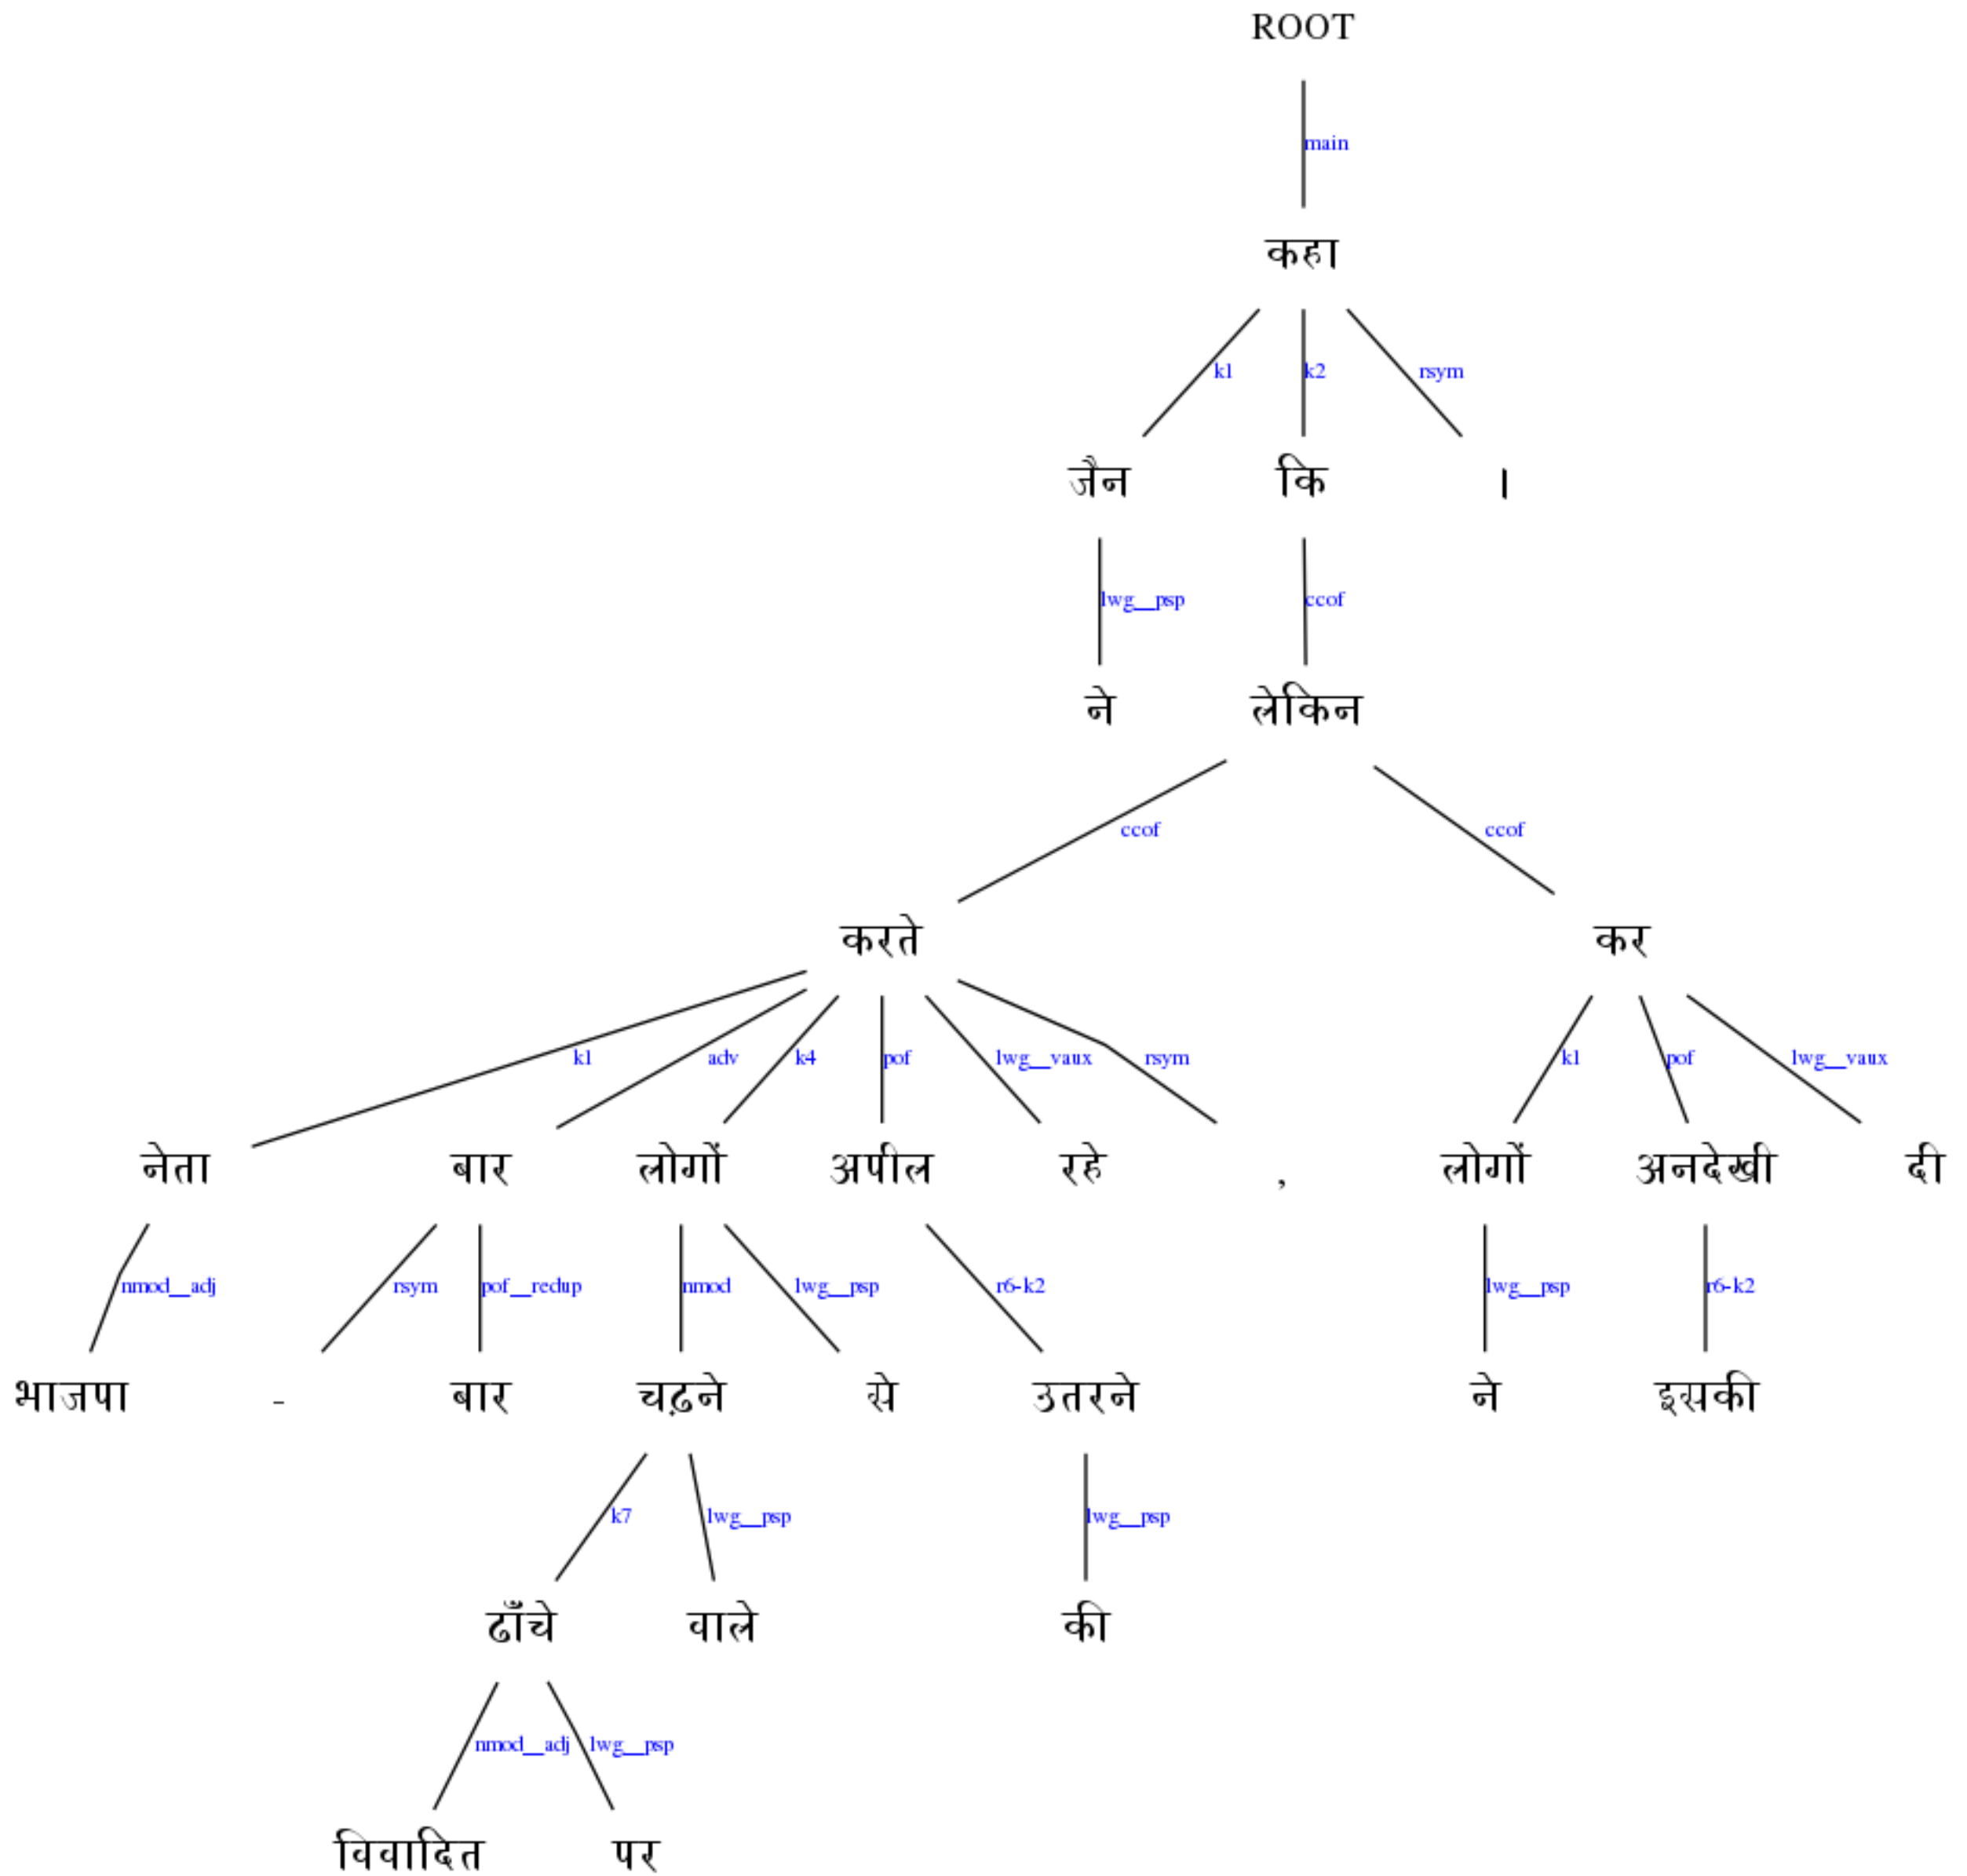 ROOT
main
कहा
k1 k2 rsym
जैन कि ।
lwg__psp ccof
ने लेकिन
ccof ccof
करते कर
k1 adv k4 pof lwg__vaux rsym k1 pof lwg__vaux
नेता बार लोगों अपील रहे , लोगों अनदेखी दी
nmod__adj rsym pof__redup nmod lwg__psp r6-k2 lwg__psp r6-k2
भाजपा - बार चढ़ने से उतरने ने इसकी
k7 lwg__psp lwg__psp
ढाँचे वाले की
nmod__adj lwg__psp
विवादित पर